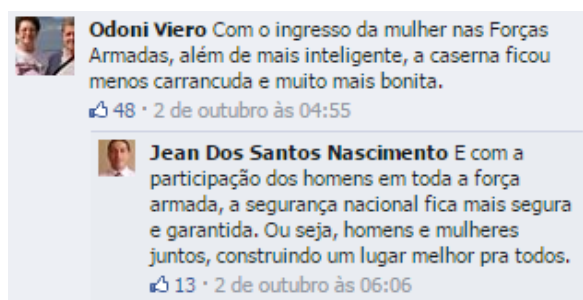 Odoni Viero Com o ingresso da mulher nas Forças
Armadas, além de mais inteligente, a caserna ficou
menos carrancuda e muito mais bonita.
48 · 2 de outubro às 04:55
Jean Dos Santos Nascimento E com a
participação dos homens em toda a força
armada, a segurança nacional fica mais segura
e garantida. Ou seja, homens e mulheres
juntos, construindo um lugar melhor pra todos.
13 · 2 de outubro às 06:06